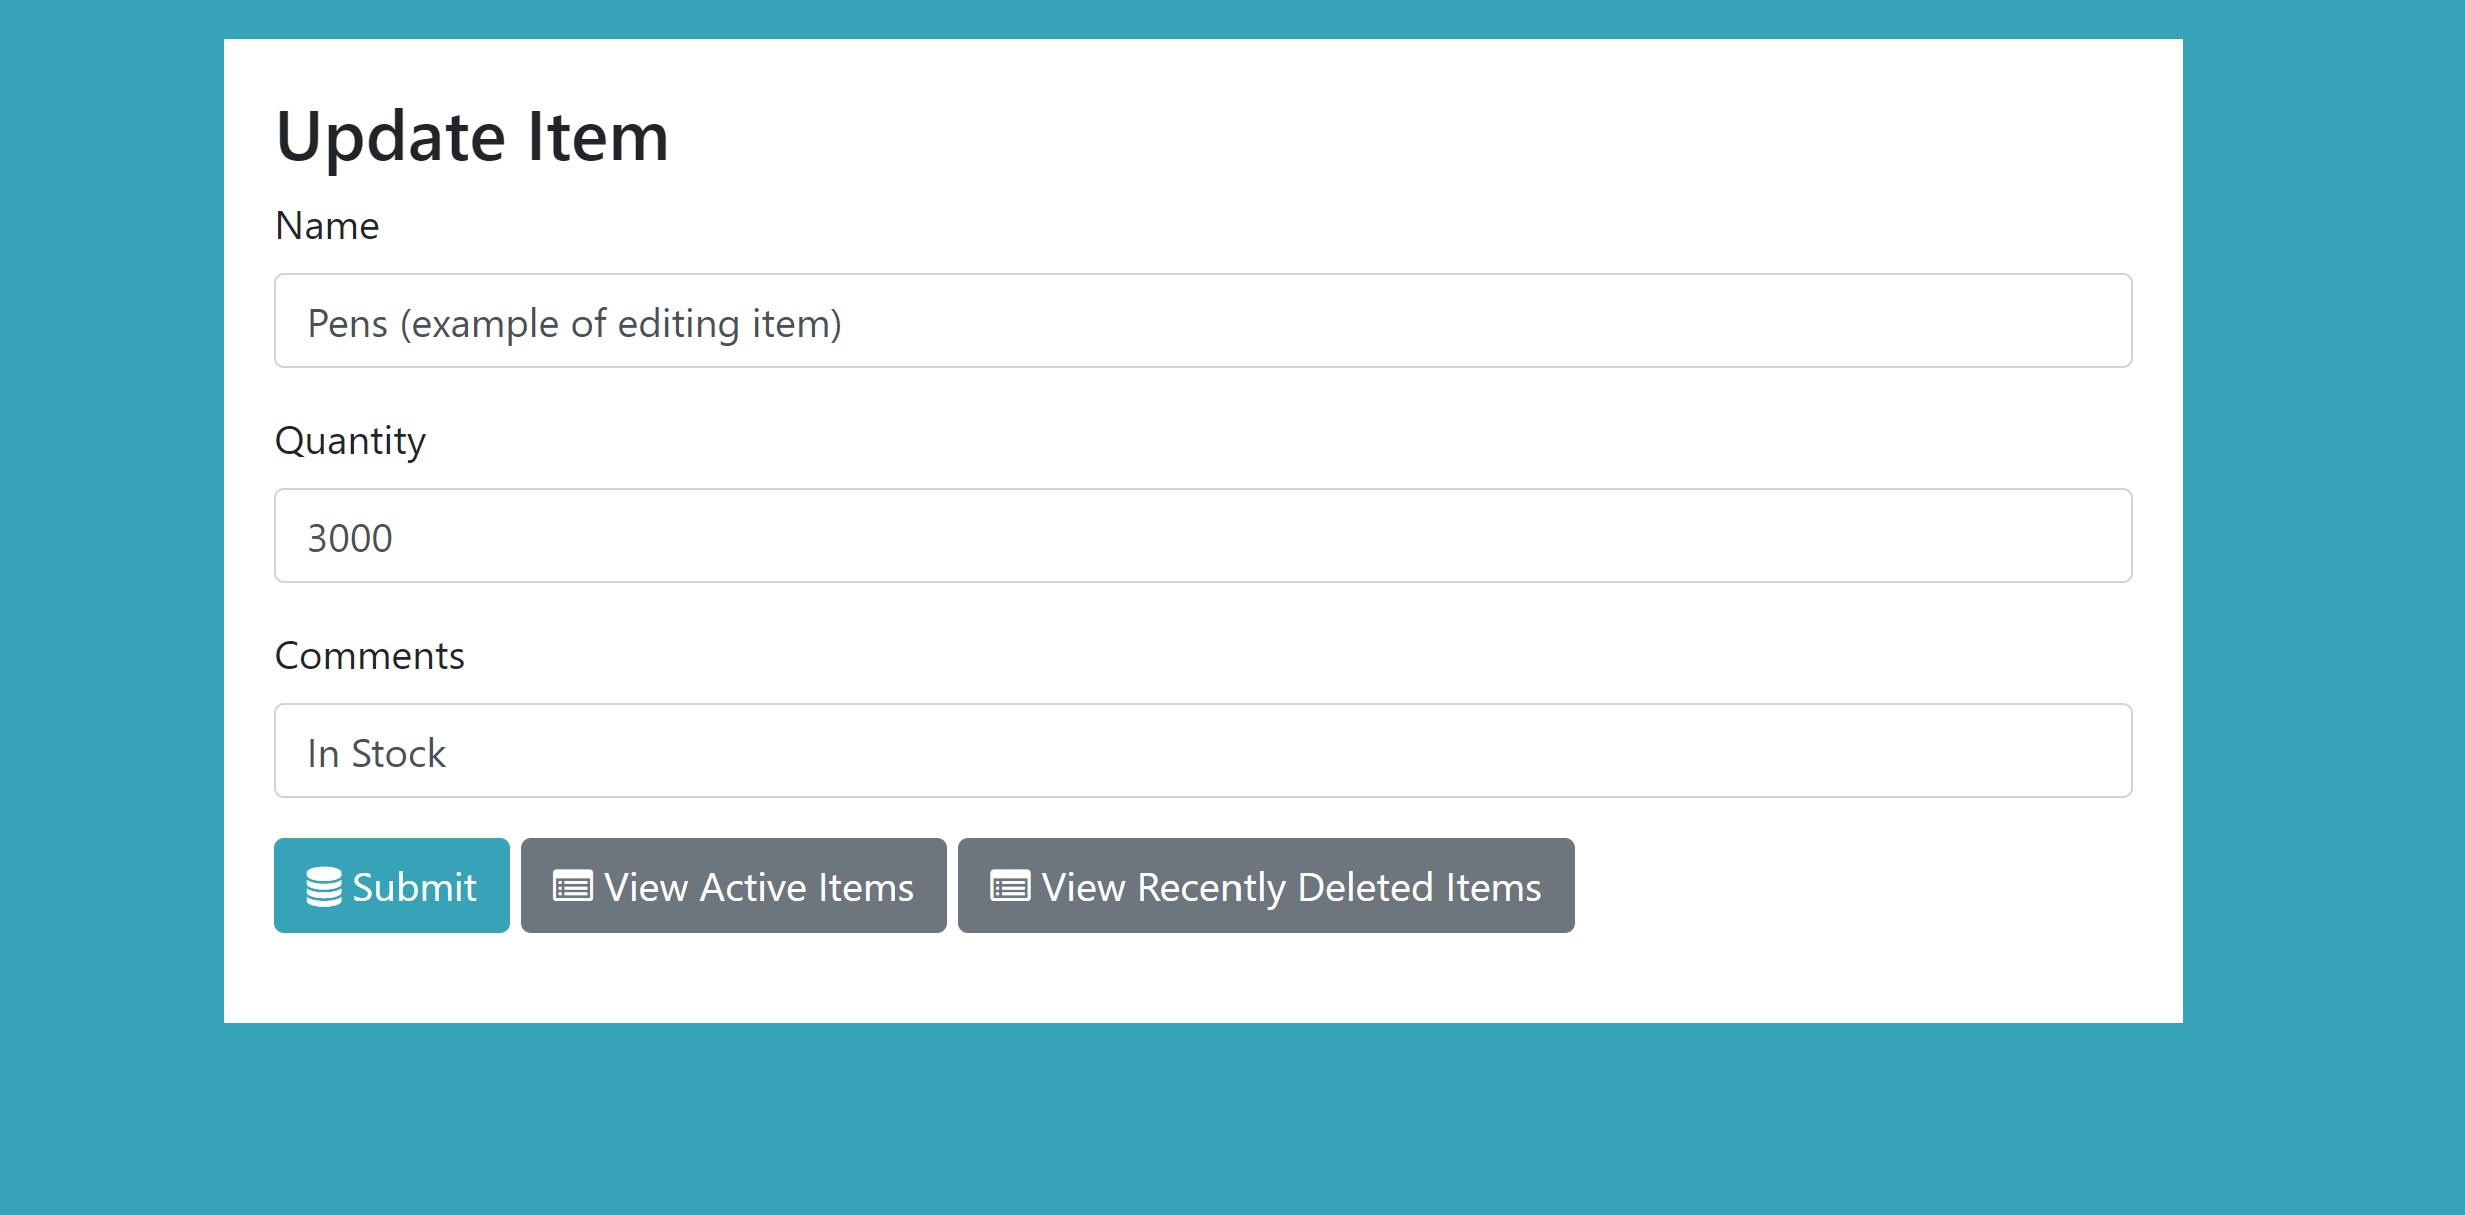 Update Item
Name
Pens (example of editing item)
Quantity
3000
Comments
In Stock
Submit View Active Items View Recently Deleted Items